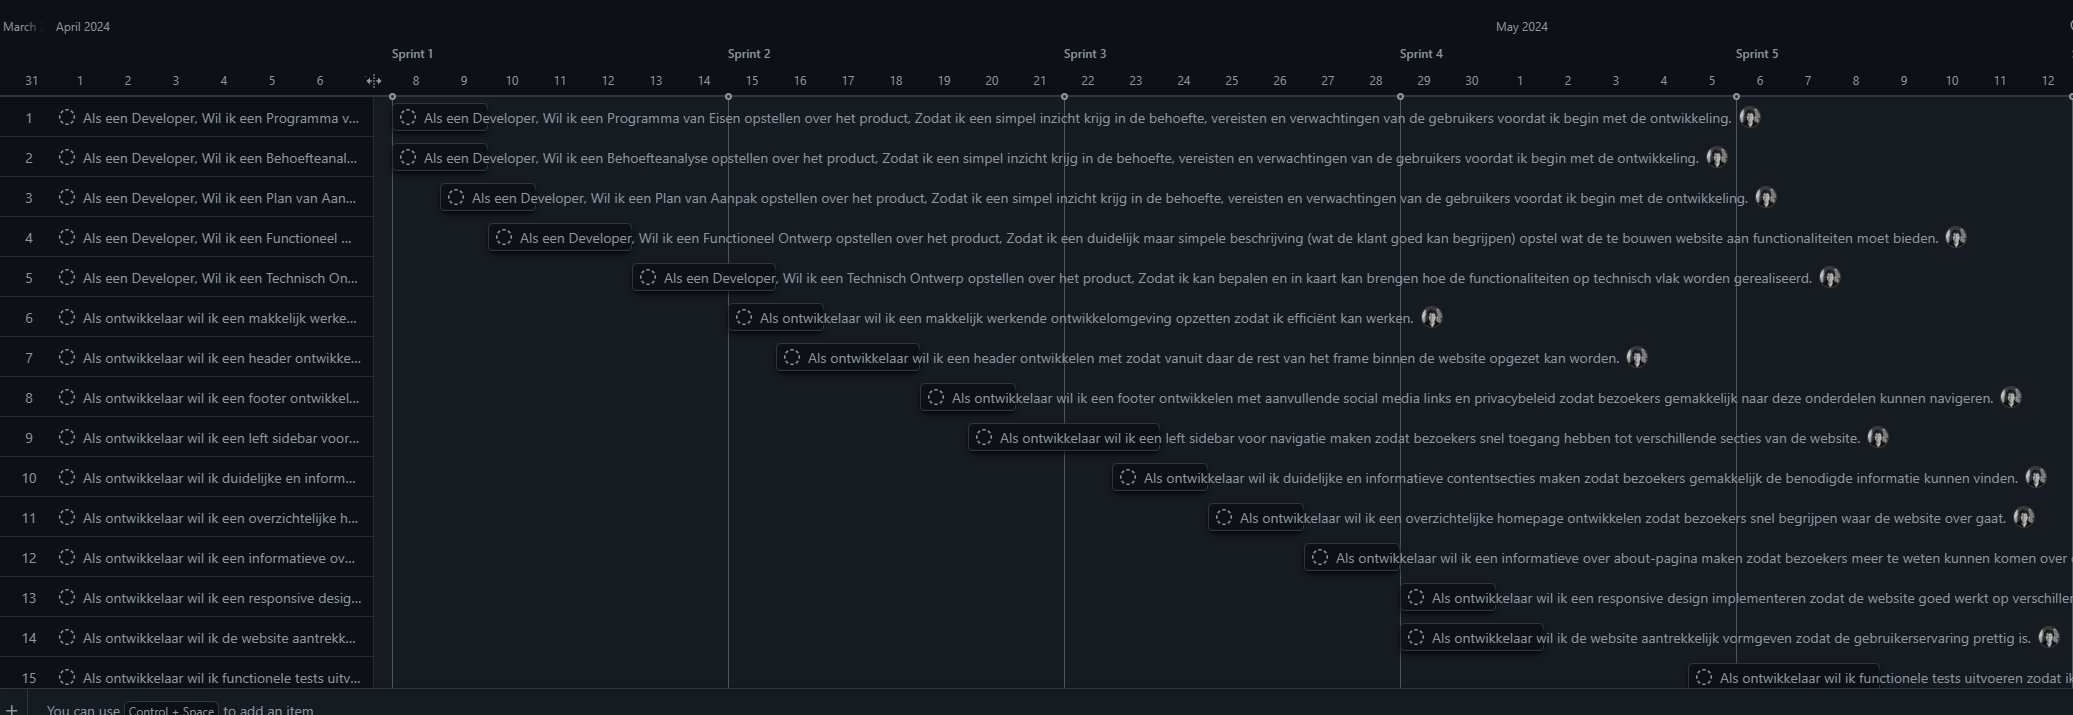 March
April 2024
May 2024
Sprint 1 Sprint 2 Sprint 3 Sprint 4 Sprint 5
31 1 2 3 4 5 6 8 9 10 11 12 13 14 15 16 17 18 19 20 21 22 23 24 25 26 27 28 29 30 1 2 3 4 5 6 7 8 9 10 11 12
1 Als een Developer, Wil ik een Programma v... Als een Developer, Wil ik een Programma van Eisen opstellen over het product, Zodat ik een simpel inzicht krijg in de behoefte, vereisten en verwachtingen van de gebruikers voordat ik begin met de ontwikkeling.
2 Als een Developer, Wil ik een Behoefteanal... Als een Developer, Wil ik een Behoefteanalyse opstellen over het product, Zodat ik een simpel inzicht krijg in de behoefte, vereisten en verwachtingen van de gebruikers voordat ik begin met de ontwikkeling.
3 Als een Developer, Wil ik een Plan van Aan... Als een Developer, Wil ik een Plan van Aanpak opstellen over het product, Zodat ik een simpel inzicht krijg in de behoefte, vereisten en verwachtingen van de gebruikers voordat ik begin met de ontwikkeling.
4 Als een Developer, Wil ik een Functioneel ... Als een Developer, Wil ik een Functioneel Ontwerp opstellen over het product, Zodat ik een duidelijk maar simpele beschrijving (wat de klant goed kan begrijpen) opstel wat de te bouwen website aan functionaliteiten moet bieden.
5 Als een Developer, Wil ik een Technisch On... Als een Developer, Wil ik een Technisch Ontwerp opstellen over het product, Zodat ik kan bepalen en in kaart kan brengen hoe de functionaliteiten op technisch vlak worden gerealiseerd.
6 Als ontwikkelaar wil ik een makkelijk werke... Als ontwikkelaar wil ik een makkelijk werkende ontwikkelomgeving opzetten zodat ik efficiënt kan werken.
7 Als ontwikkelaar wil ik een header ontwikke... Als ontwikkelaar wil ik een header ontwikkelen met zodat vanuit daar de rest van het frame binnen de website opgezet kan worden.
8 Als ontwikkelaar wil ik een footer ontwikkel... Als ontwikkelaar wil ik een footer ontwikkelen met aanvullende social media links en privacybeleid zodat bezoekers gemakkelijk naar deze onderdelen kunnen navigeren.
9 Als ontwikkelaar wil ik een left sidebar voor... Als ontwikkelaar wil ik een left sidebar voor navigatie maken zodat bezoekers snel toegang hebben tot verschillende secties van de website.
10 Als ontwikkelaar wil ik duidelijke en inform... Als ontwikkelaar wil ik duidelijke en informatieve contentsecties maken zodat bezoekers gemakkelijk de benodigde informatie kunnen vinden.
11 Als ontwikkelaar wil ik een overzichtelijke h... Als ontwikkelaar wil ik een overzichtelijke homepage ontwikkelen zodat bezoekers snel begrijpen waar de website over gaat.
12 Als ontwikkelaar wil ik een informatieve ov... Als ontwikkelaar wil ik een informatieve over about-pagina maken zodat bezoekers meer te weten kunnen komen over
13 Als ontwikkelaar wil ik een responsive desig... Als ontwikkelaar wil ik een responsive design implementeren zodat de website goed werkt op verschiller
14 Als ontwikkelaar wil ik de website aantrekk... Als ontwikkelaar wil ik de website aantrekkelijk vormgeven zodat de gebruikerservaring prettig is.
15 Als ontwikkelaar wil ik functionele tests uitv... Als ontwikkelaar wil ik functionele tests uitvoeren zodat ik
+ You can use Control + Space to add an item